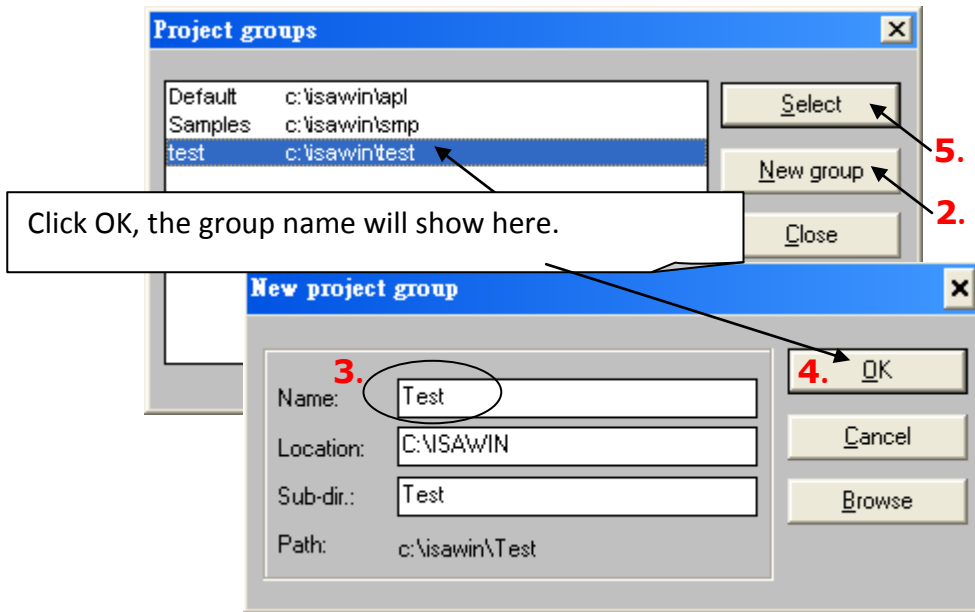 Project groups
Default c:\isawin\apl
Samples c:\isawin\smp
test c:\isawin\test
Select
5.
New group
2.
Close
Click OK, the group name will show here.
New project group
3.
Name: Test
4. OK
Location: C:\ISAWIN
Cancel
Sub-dir.: Test
Browse
Path: c:\isawin\Test